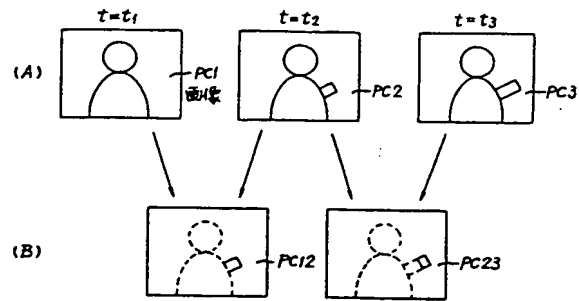 t=t1 t=t2 t=t3
(A) PC1 PC2 PC3
画像
(B) PC12 PC23